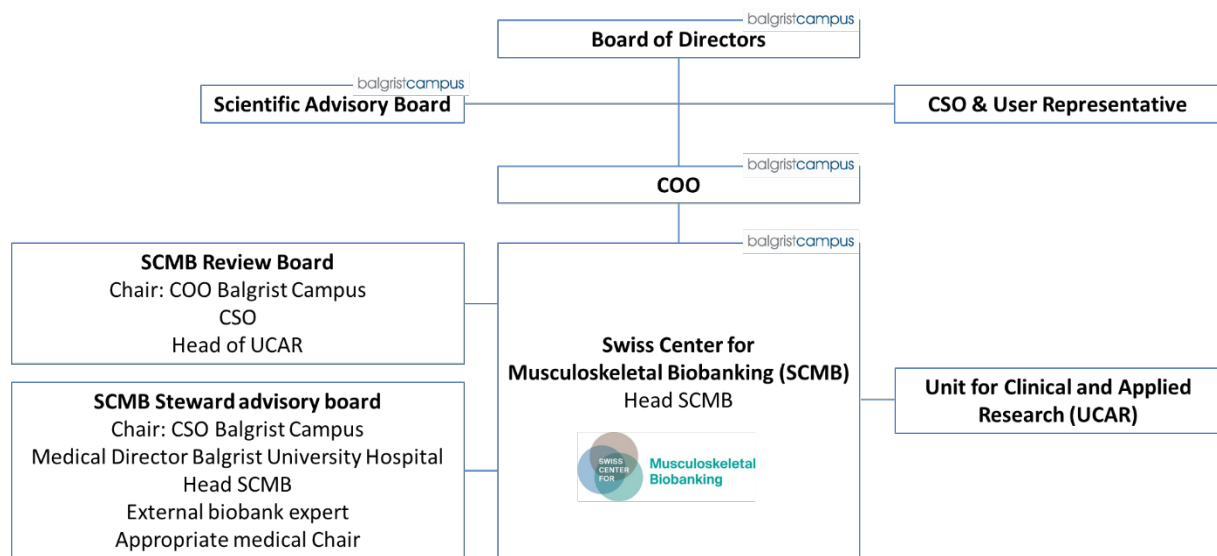 balgristcampus
Board of Directors
balgristcampus
Scientific Advisory Board
CSO & User Representative
balgristcampus
COO
balgristcampus
SCMB Review Board
Chair: COO Balgrist Campus
CSO
Head of UCAR
Swiss Center for
Musculoskeletal Biobanking (SCMB)
Head SCMB
SWISS
CENTER
FOR
Musculoskeletal
Biobanking
Unit for Clinical and Applied
Research (UCAR)
SCMB Steward advisory board
Chair: CSO Balgrist Campus
Medical Director Balgrist University Hospital
Head SCMB
External biobank expert
Appropriate medical Chair